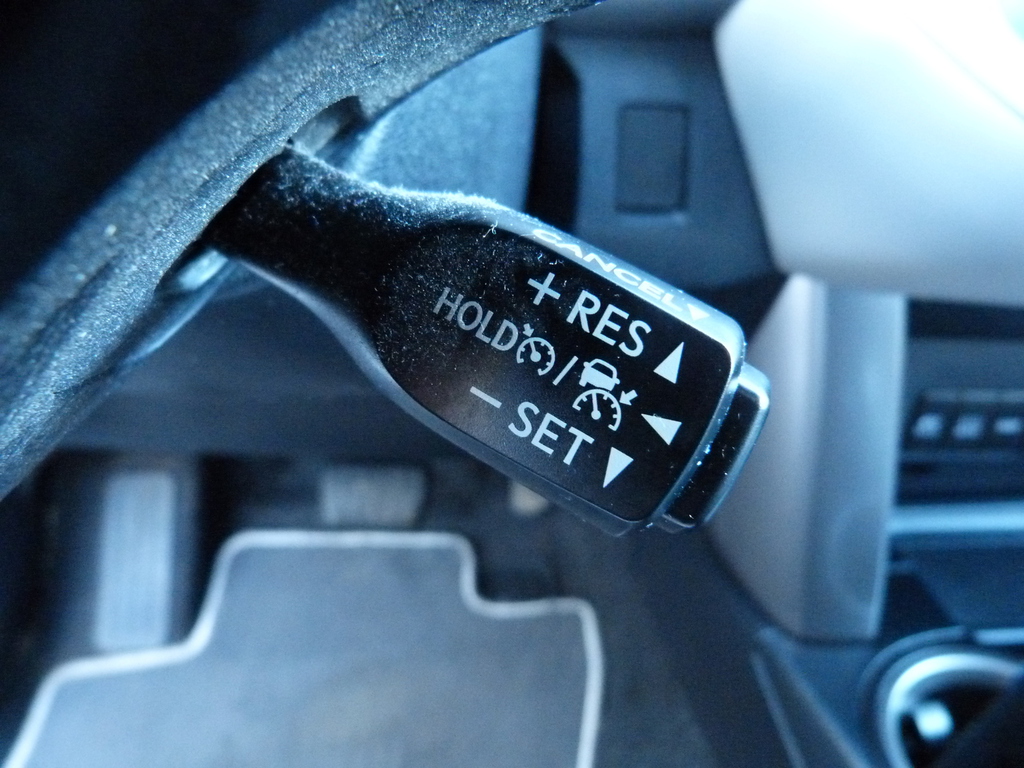 CANCEL
+ RES
HOLD /
− SET